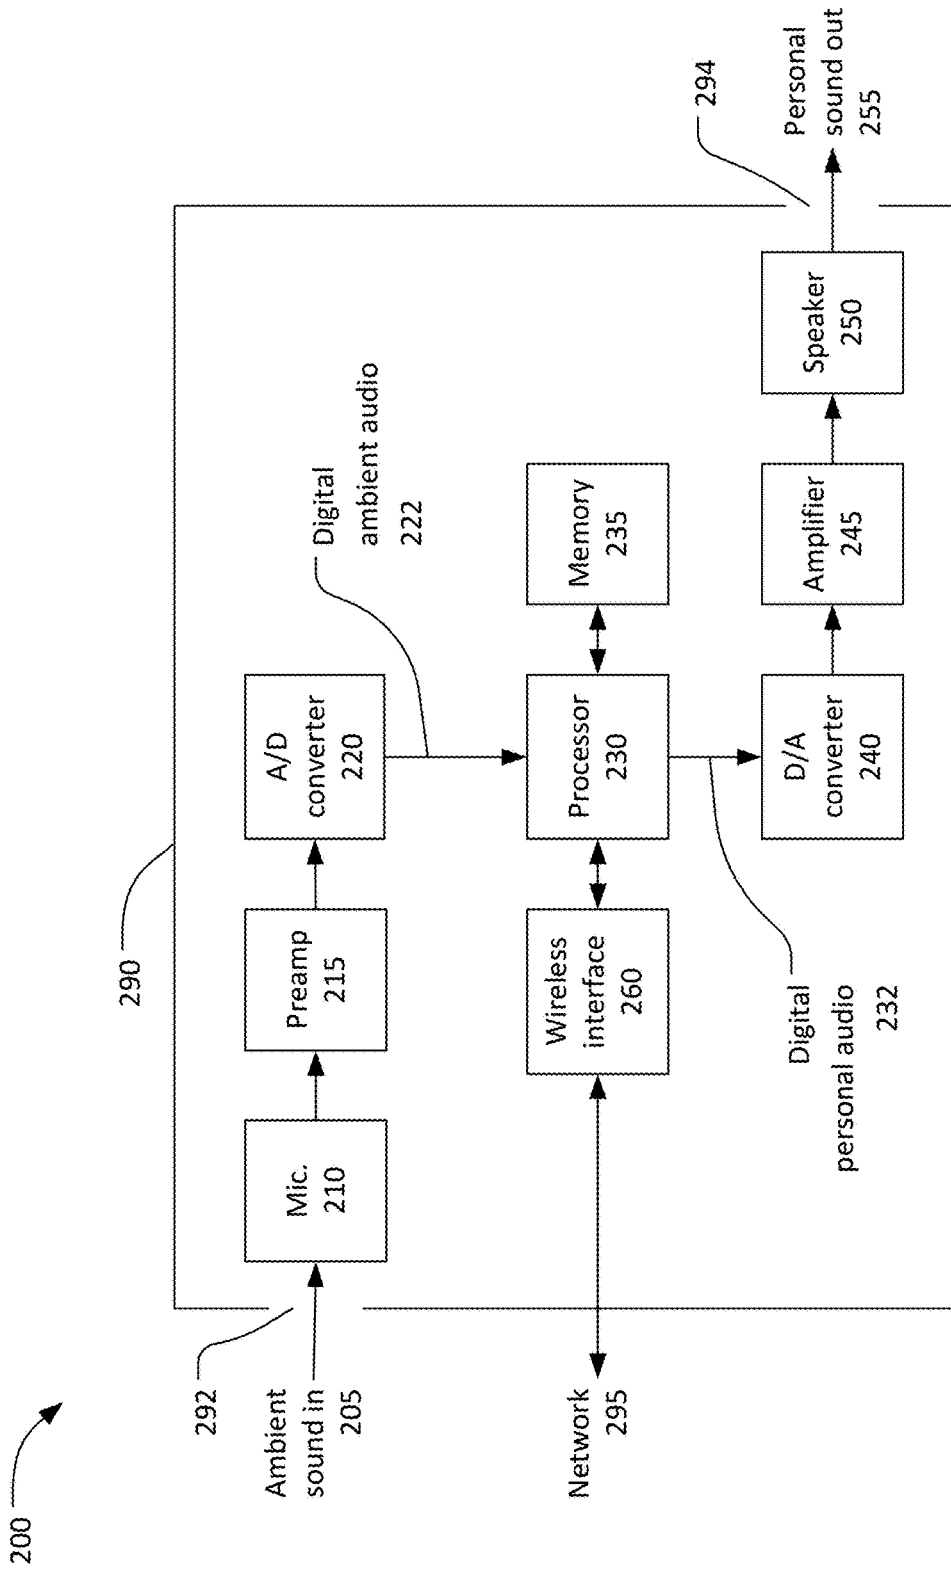 200
290
292
Ambient
sound in
205
Mic.
210
Preamp
215
A/D
converter
220
Digital
ambient audio
222
Network
295
Wireless
interface
260
Processor
230
Memory
235
Digital
personal audio
232
D/A
converter
240
Amplifier
245
Speaker
250
294
Personal
sound out
255